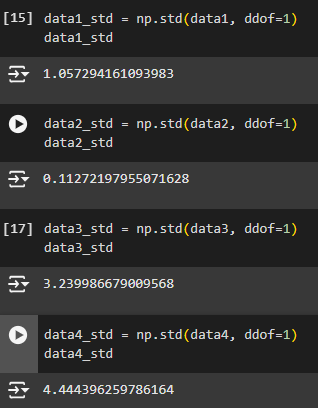 [15] data1_std = np.std(data1, ddof=1)
data1_std
1.057294161093983
data2_std = np.std(data2, ddof=1)
data2_std
0.11272197955071628
[17] data3_std = np.std(data3, ddof=1)
data3_std
3.239986679009568
data4_std = np.std(data4, ddof=1)
data4_std
4.444396259786164